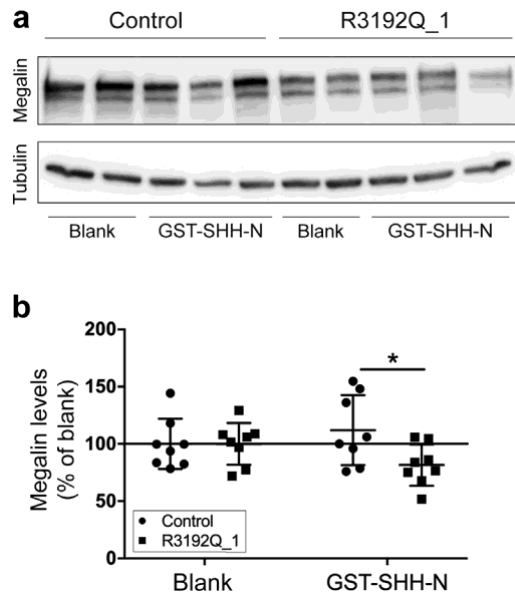 a
Control R3192Q_1
Megalin
Tubulin
Blank GST-SHH-N Blank GST-SHH-N
b
200
150
100
50
0
Megalin levels
(% of blank)
*
Control
R3192Q_1
Blank GST-SHH-N